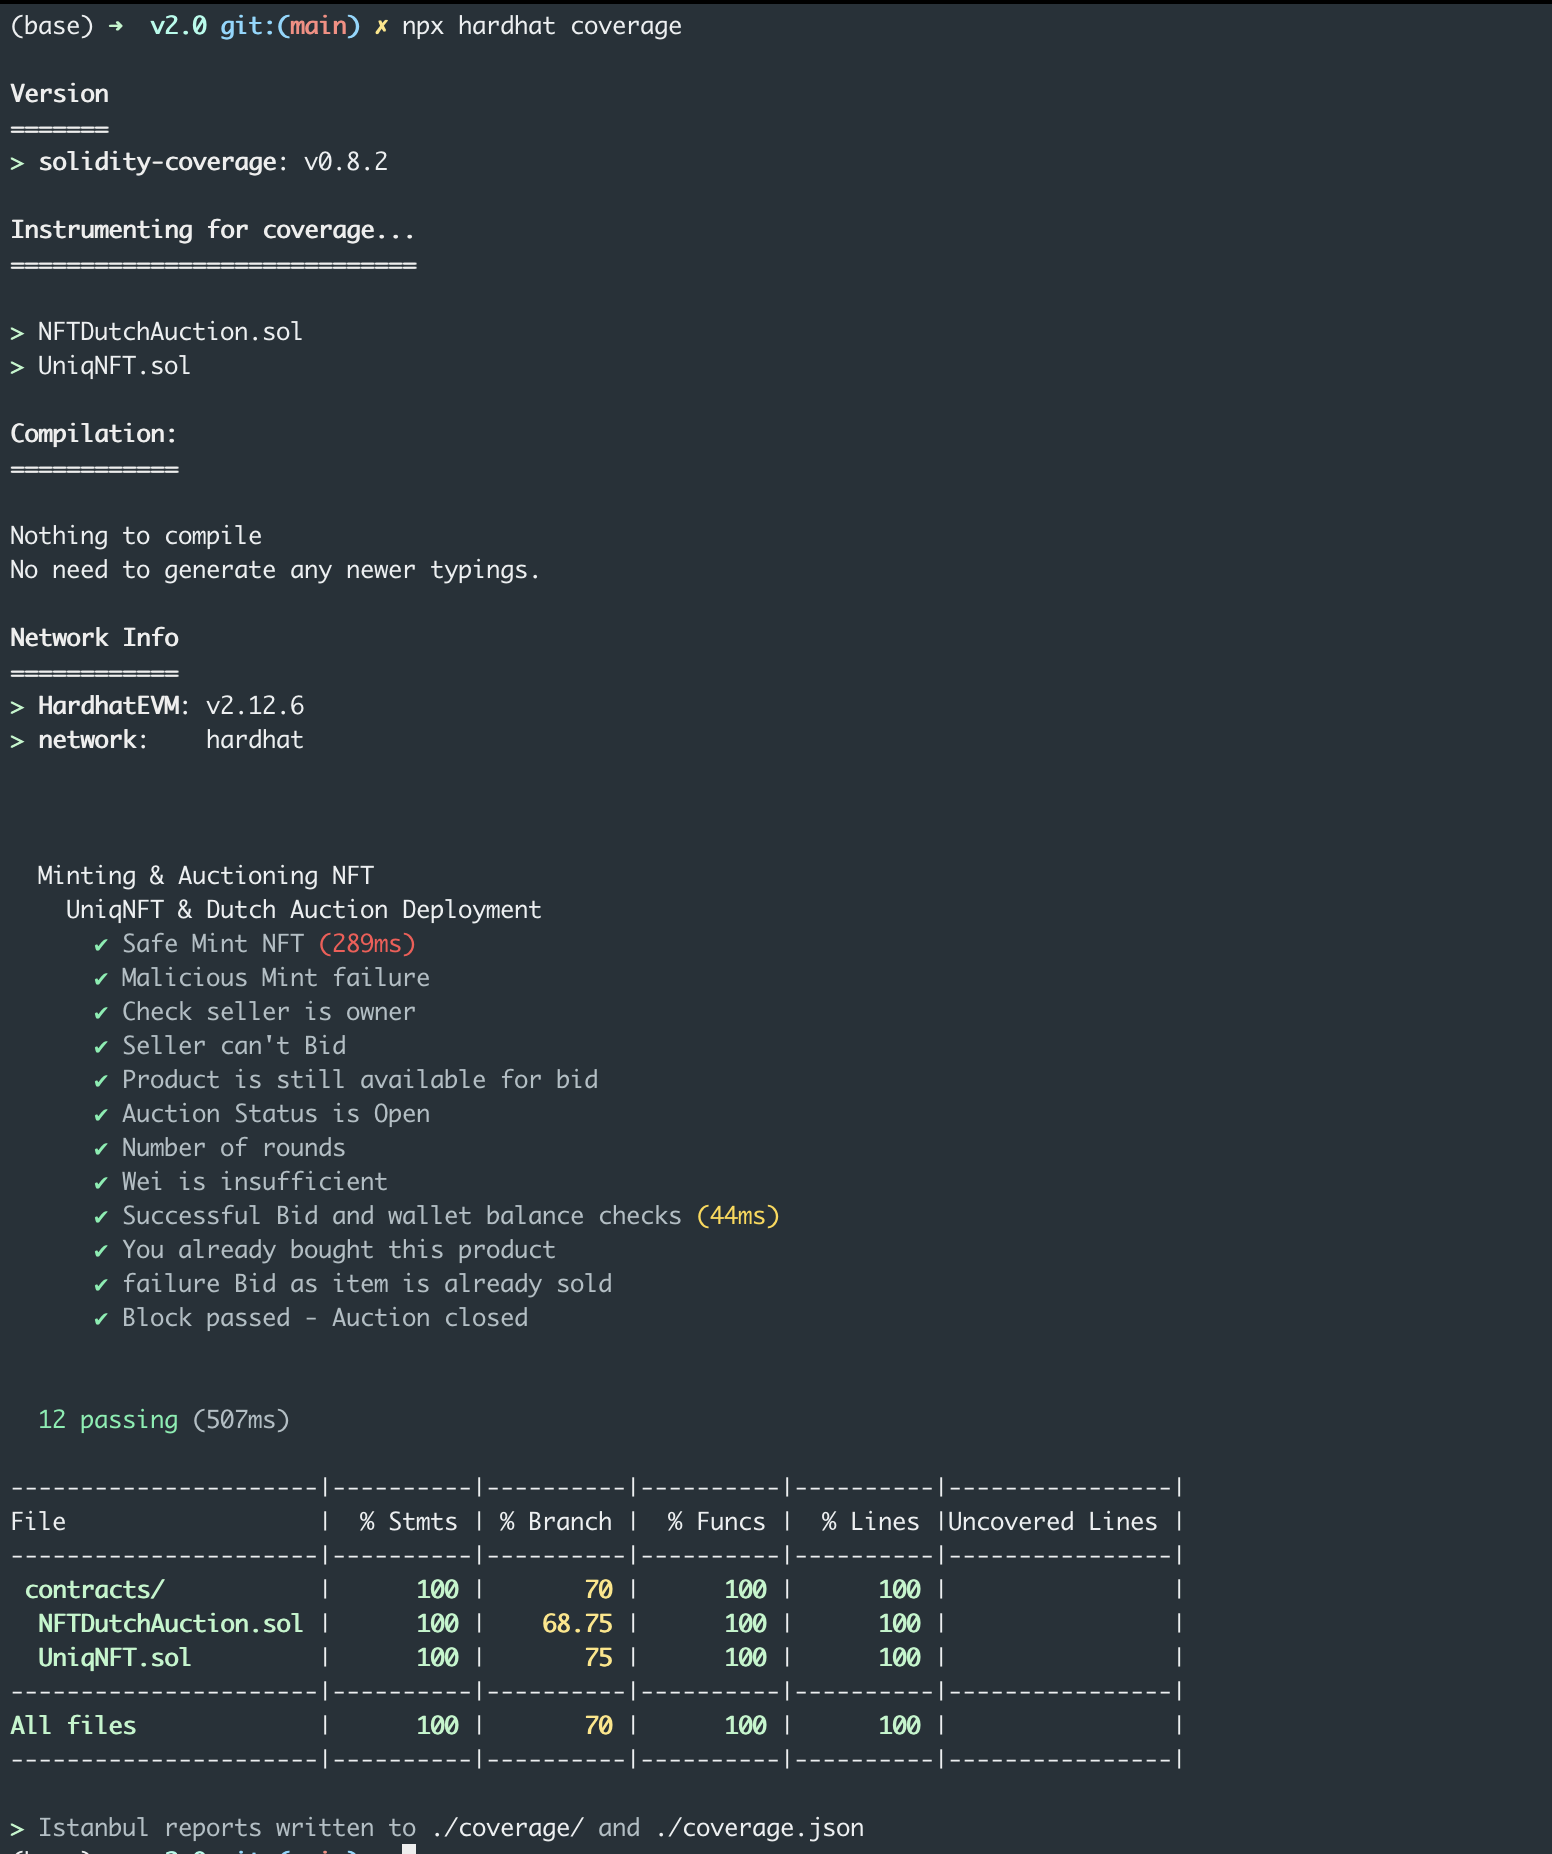 (base) ➜  v2.0 git:(main) ✗ npx hardhat coverage
Version
=======
> solidity-coverage: v0.8.2
Instrumenting for coverage...
=============================
> NFTDutchAuction.sol
> UniqNFT.sol
Compilation:
============
Nothing to compile
No need to generate any newer typings.
Network Info
============
> HardhatEVM: v2.12.6
> network:    hardhat
  Minting & Auctioning NFT
    UniqNFT & Dutch Auction Deployment
      ✔ Safe Mint NFT (289ms)
      ✔ Malicious Mint failure
      ✔ Check seller is owner
      ✔ Seller can't Bid
      ✔ Product is still available for bid
      ✔ Auction Status is Open
      ✔ Number of rounds
      ✔ Wei is insufficient
      ✔ Successful Bid and wallet balance checks (44ms)
      ✔ You already bought this product
      ✔ failure Bid as item is already sold
      ✔ Block passed - Auction closed
  12 passing (507ms)
----------------------|----------|----------|----------|----------|----------------|
File                  |  % Stmts | % Branch |  % Funcs |  % Lines |Uncovered Lines |
----------------------|----------|----------|----------|----------|----------------|
 contracts/           |      100 |       70 |      100 |      100 |                |
  NFTDutchAuction.sol |      100 |    68.75 |      100 |      100 |                |
  UniqNFT.sol         |      100 |       75 |      100 |      100 |                |
----------------------|----------|----------|----------|----------|----------------|
All files             |      100 |       70 |      100 |      100 |                |
----------------------|----------|----------|----------|----------|----------------|
> Istanbul reports written to ./coverage/ and ./coverage.json